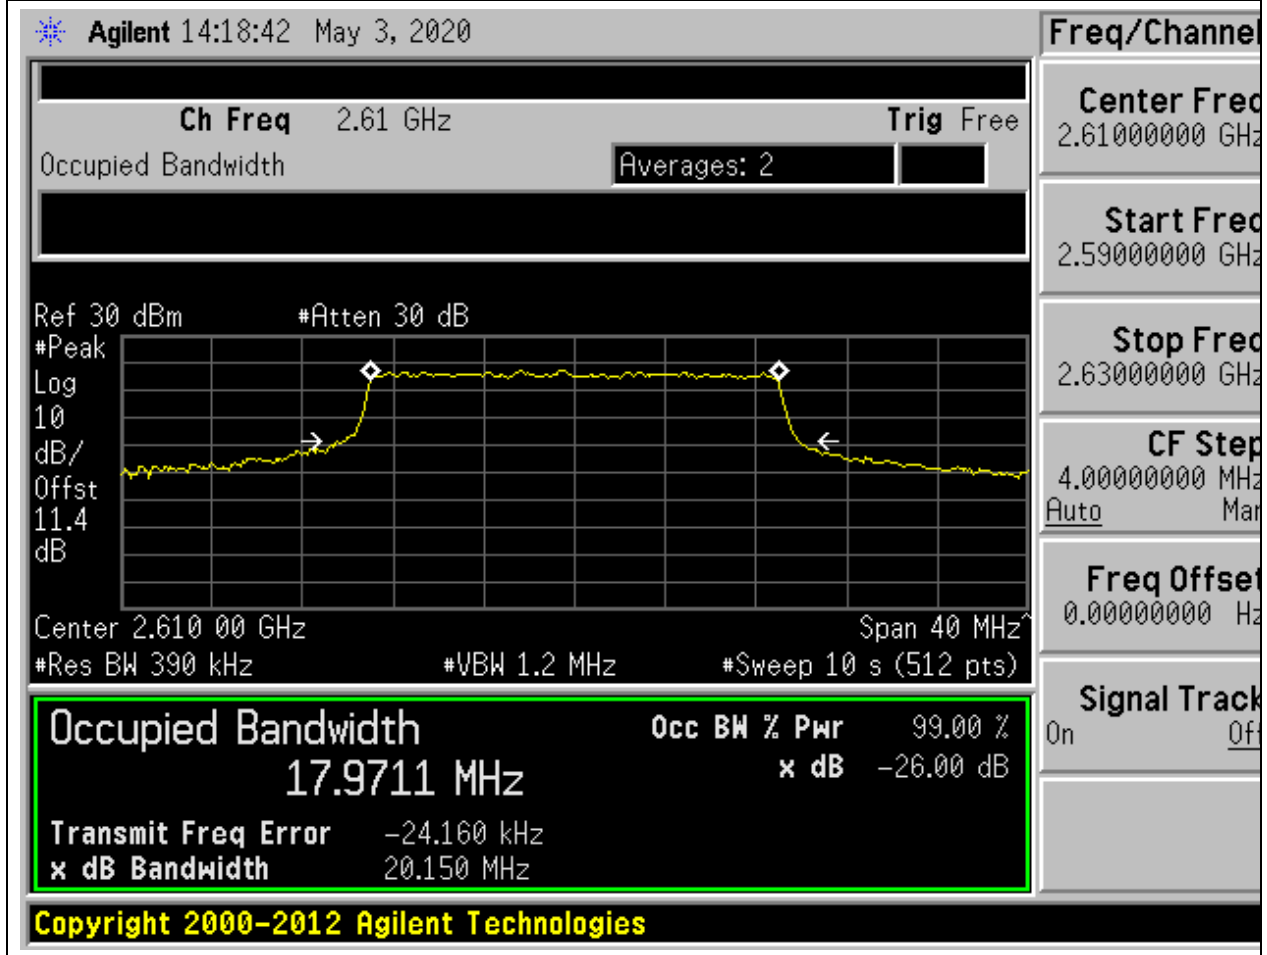 Agilent 14:18:42 May 3, 2020
Freq/Channel
Ch Freq 2.61 GHz Trig Free
Occupied Bandwidth Averages: 2
Center Freq
2.61000000 GHz
Start Freq
2.59000000 GHz
Stop Freq
2.63000000 GHz
CF Step
4.00000000 MHz
Auto Man
Freq Offset
0.00000000 Hz
Signal Track
On Off
Ref 30 dBm #Atten 30 dB
#Peak
Log
10
dB/
Offst
11.4
dB
Center 2.610 00 GHz Span 40 MHz^
#Res BW 390 kHz #VBW 1.2 MHz #Sweep 10 s (512 pts)
Occupied Bandwidth Occ BW % Pwr 99.00 %
17.9711 MHz x dB -26.00 dB
Transmit Freq Error -24.160 kHz
x dB Bandwidth 20.150 MHz
Copyright 2000-2012 Agilent Technologies